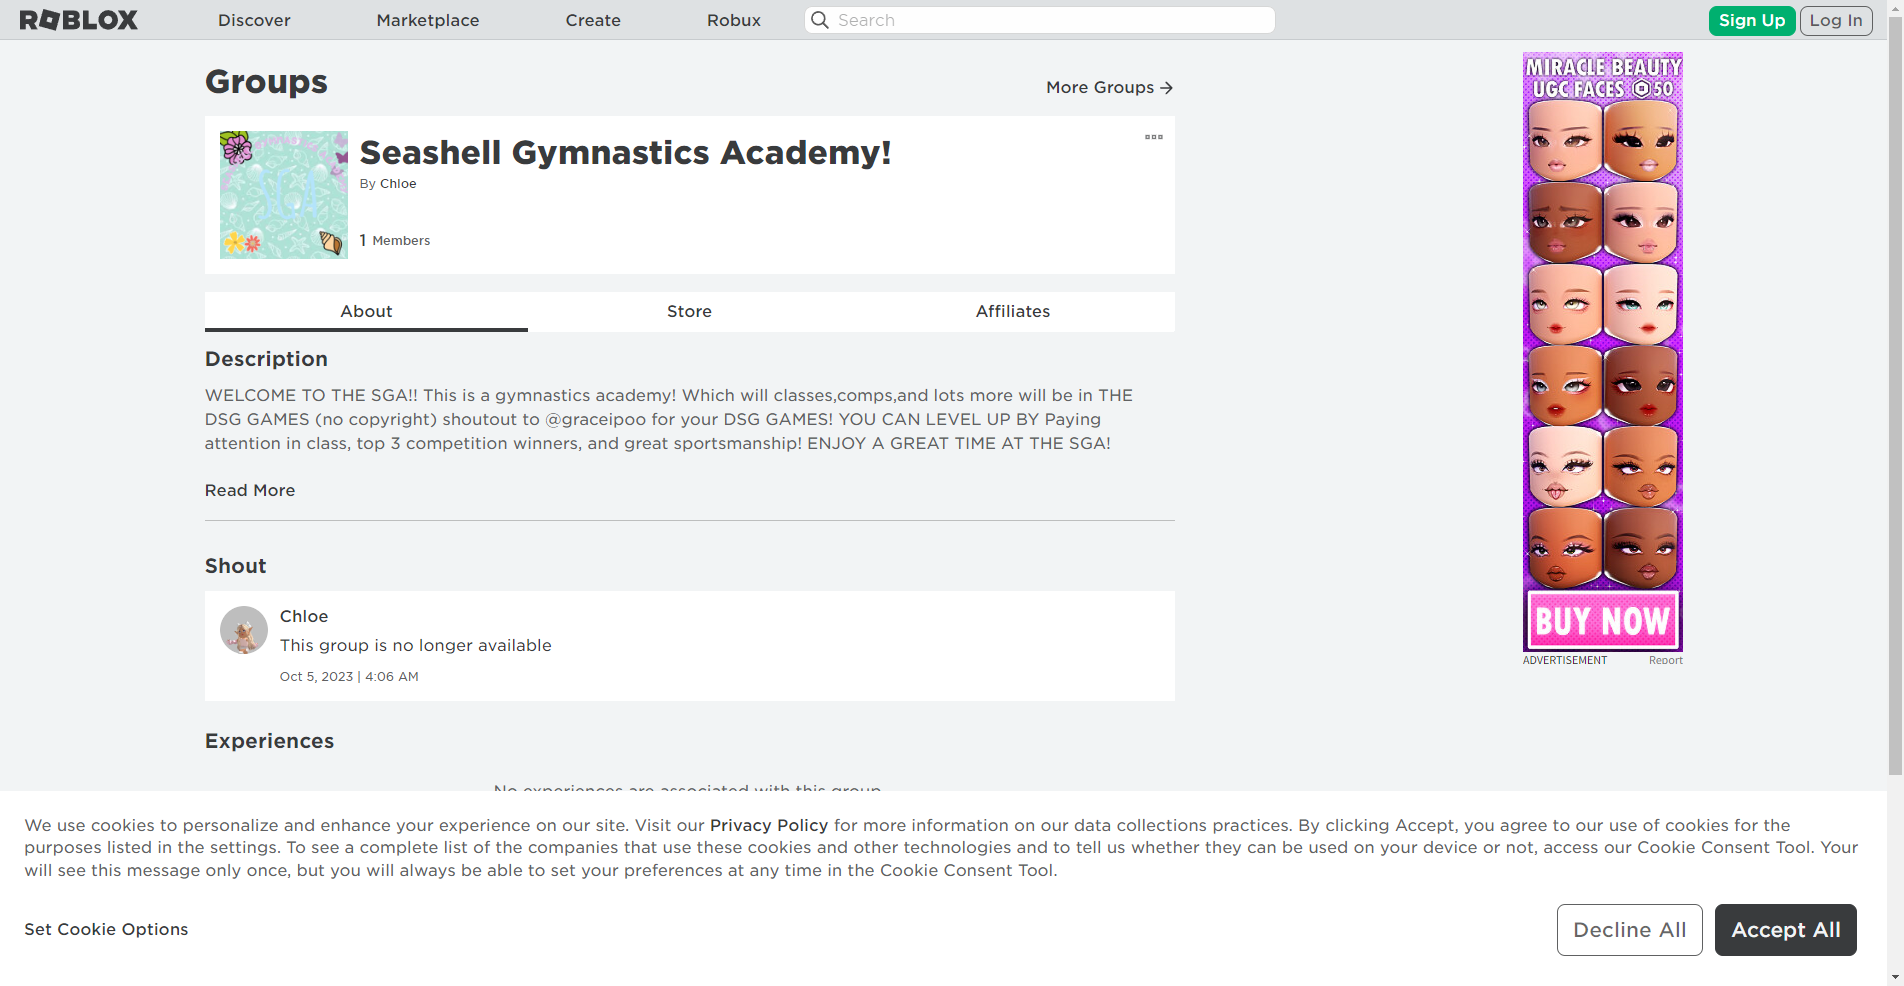 ROBLOX
Discover
Marketplace
Create
Robux
Search
Sign Up
Log In
Groups
More Groups
SGA
Seashell Gymnastics Academy!
By Chloe
1 Members
About
Store
Affiliates
Description
WELCOME TO THE SGA!! This is a gymnastics academy! Which will classes,comps,and lots more will be in THE
DSG GAMES (no copyright) shoutout to @graceipoo for your DSG GAMES! YOU CAN LEVEL UP BY Paying
attention in class, top 3 competition winners, and great sportsmanship! ENJOY A GREAT TIME AT THE SGA!
Read More
Shout
Chloe
This group is no longer available
Oct 5, 2023 | 4:06 AM
Experiences
No experiences are associated with this group
MIRACLE BEAUTY
UGC FACES 50
BUY NOW
ADVERTISEMENT
Report
We use cookies to personalize and enhance your experience on our site. Visit our Privacy Policy for more information on our data collections practices. By clicking Accept, you agree to our use of cookies for the
purposes listed in the settings. To see a complete list of the companies that use these cookies and other technologies and to tell us whether they can be used on your device or not, access our Cookie Consent Tool. Your
will see this message only once, but you will always be able to set your preferences at any time in the Cookie Consent Tool.
Set Cookie Options
Decline All
Accept All